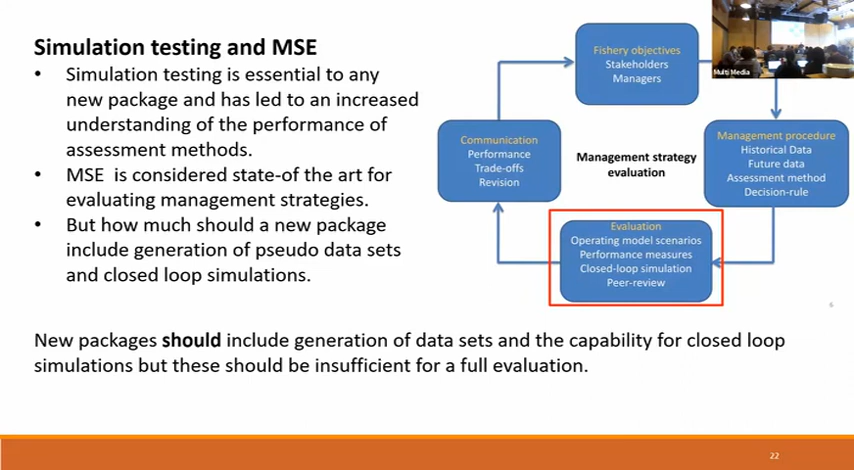 Simulation testing and MSE
• Simulation testing is essential to any
new package and has led to an increased
understanding of the performance of
assessment methods.
• MSE is considered state-of the art for
evaluating management strategies.
• But how much should a new package
include generation of pseudo data sets
and closed loop simulations.
Fishery objectives
Stakeholders
Managers
Multi Media
Communication
Performance
Trade-offs
Revision
Management strategy
evaluation
Management procedure
Historical Data
Future data
Assessment method
Decision-rule
Evaluation
Operating model scenarios
Performance measures
Closed-loop simulation
Peer-review
6
New packages should include generation of data sets and the capability for closed loop
simulations but these should be insufficient for a full evaluation.
22